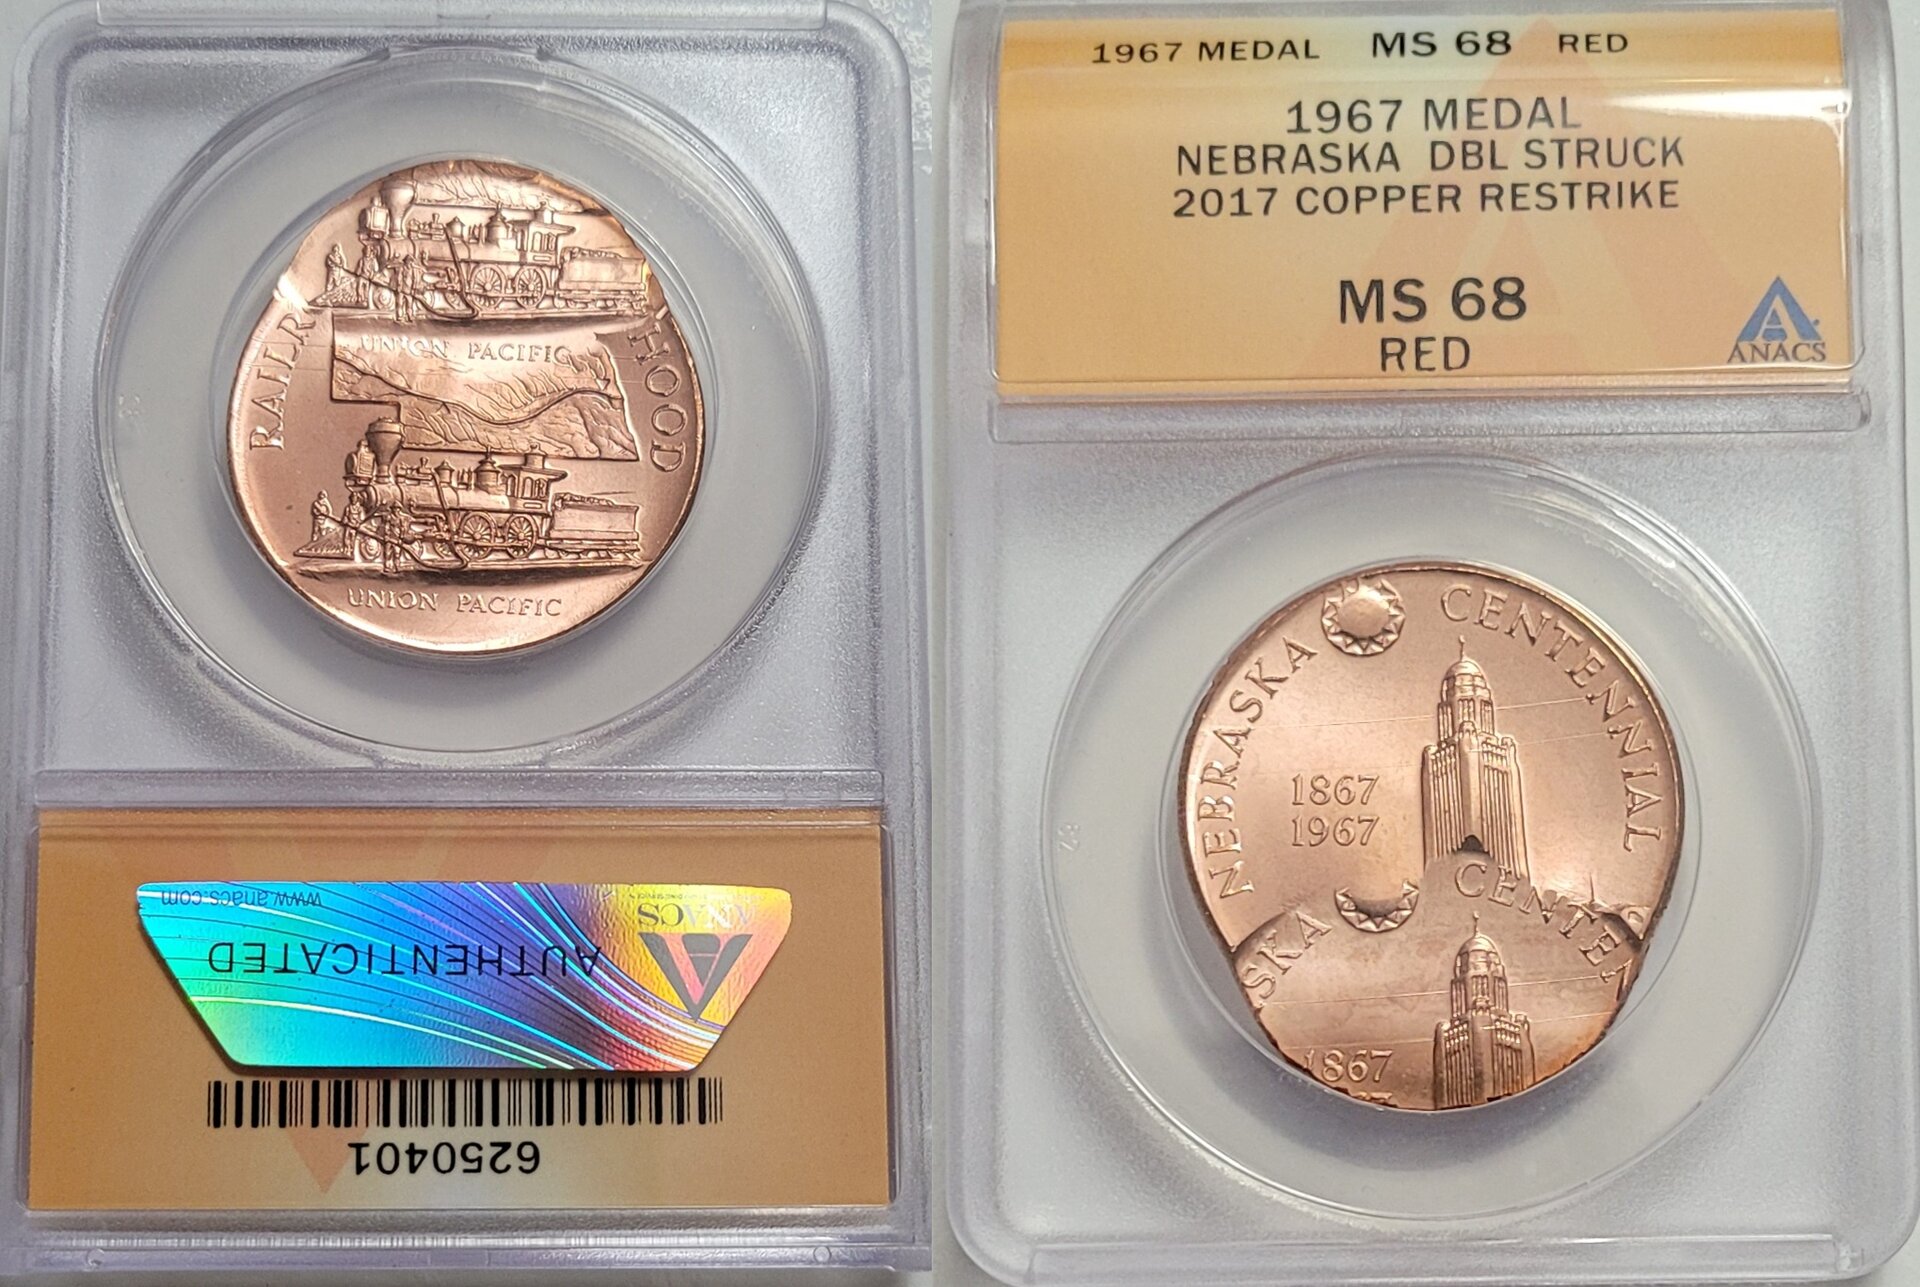 RAILR
HOOD
UNION PACIFIC
UNION PACIFIC
www.anacs.com
ANACS
AUTHENTICATED
6250401
1967 MEDAL MS 68 RED
1967 MEDAL
NEBRASKA DBL STRUCK
2017 COPPER RESTRIKE
MS 68
RED
ANACS
NEBRASKA CENTENNIAL
1867
1967
SKA CENTE
1867